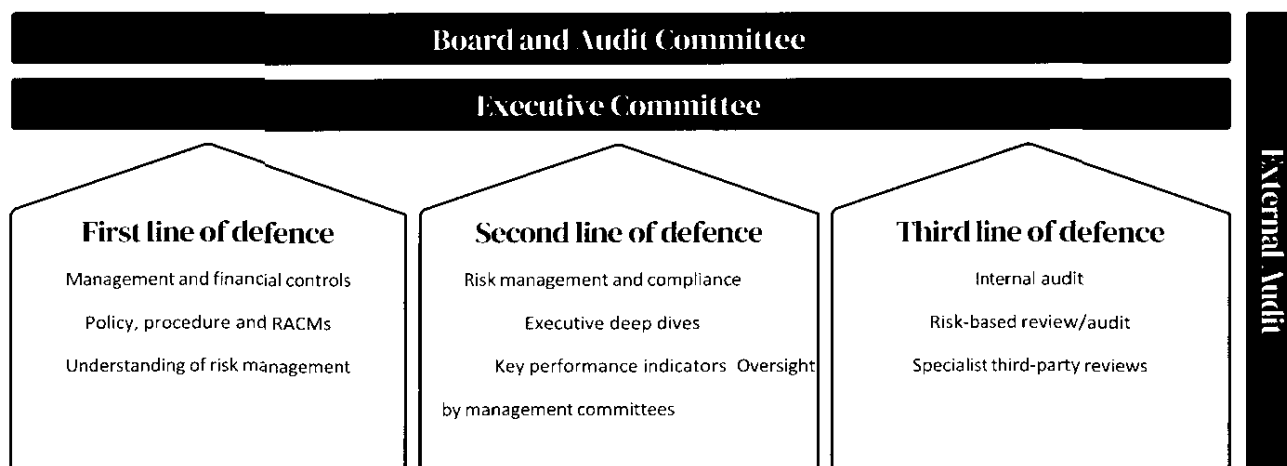 Board and Audit Committee
Executive Committee
First line of defence
Management and financial controls
Policy, procedure and RACMs
Understanding of risk management
Second line of defence
Risk management and compliance
Executive deep dives
Key performance indicators Oversight
by management committees
Third line of defence
Internal audit
Risk-based review/audit
Specialist third-party reviews
External Audit